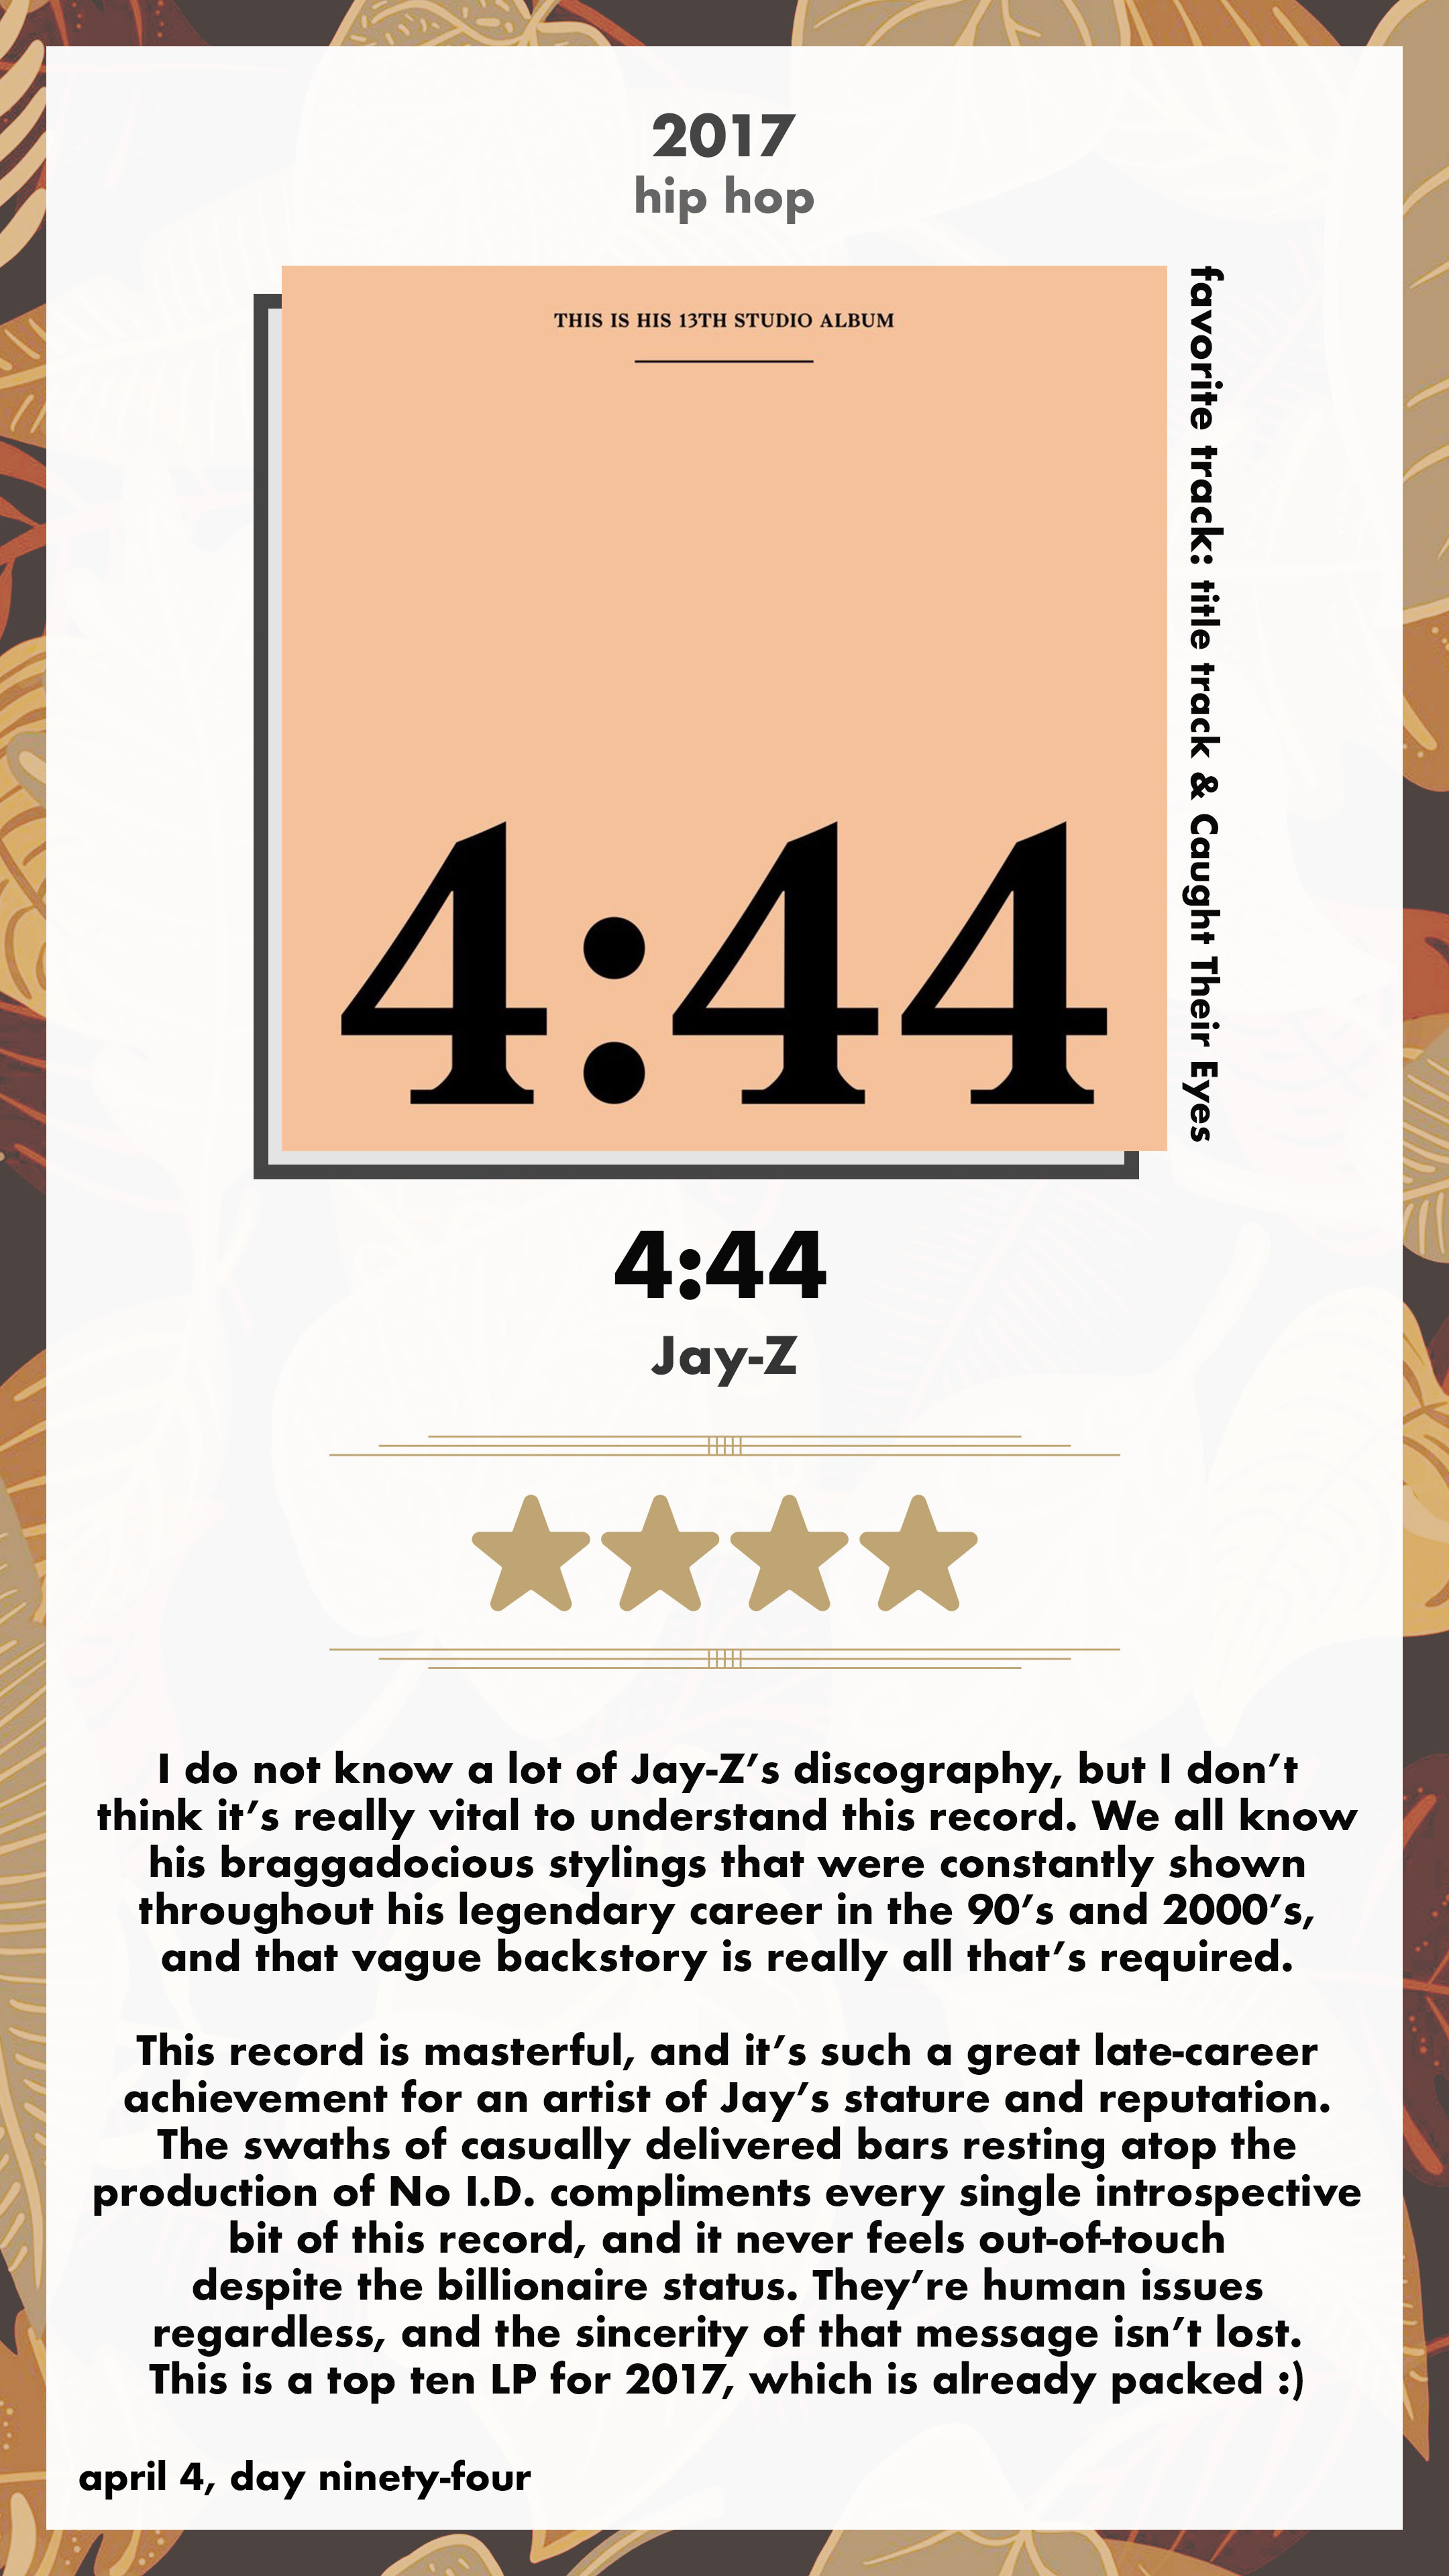 2017
hip hop
THIS IS HIS 13TH STUDIO ALBUM
4:44
favorite track: title track & Caught Their Eyes
4:44
Jay-Z
I do not know a lot of Jay-Z’s discography, but I don’t
think it’s really vital to understand this record. We all know
his braggadocious stylings that were constantly shown
throughout his legendary career in the 90’s and 2000’s,
and that vague backstory is really all that’s required.
This record is masterful, and it’s such a great late-career
achievement for an artist of Jay’s stature and reputation.
The swaths of casually delivered bars resting atop the
production of No I.D. compliments every single introspective
bit of this record, and it never feels out-of-touch
despite the billionaire status. They’re human issues
regardless, and the sincerity of that message isn’t lost.
This is a top ten LP for 2017, which is already packed :)
april 4, day ninety-four